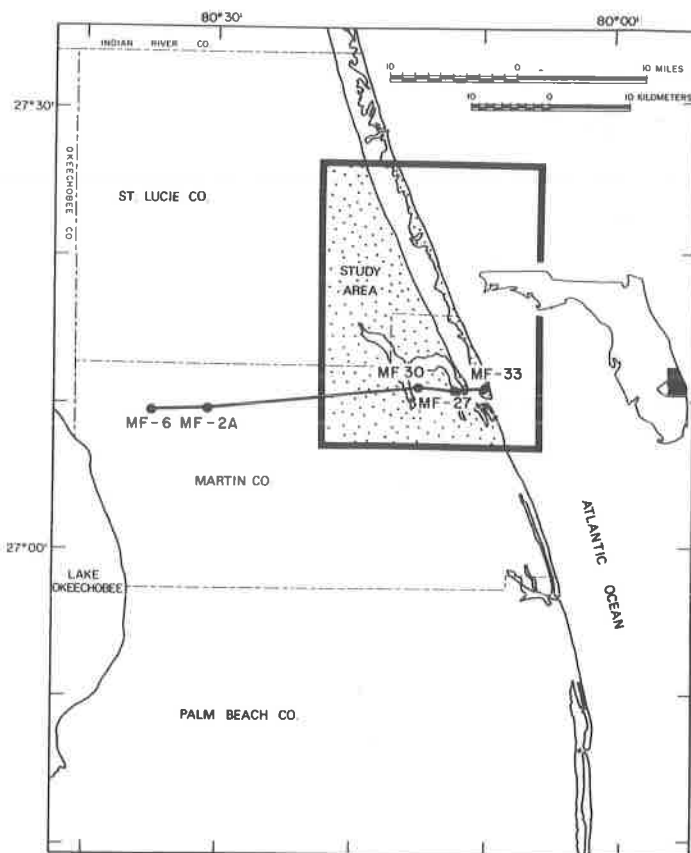 80°30'
80°00'
INDIAN RIVER CO.
10 0 10 MILES
10 0 10 KILOMETERS
27°30'
OKEECHOBEE CO.
ST. LUCIE CO.
STUDY
AREA
MF 30
MF-33
MF-27
MF-6 MF-2A
MARTIN CO
27°00'
LAKE
OKEECHOBEE
ATLANTIC OCEAN
PALM BEACH CO.